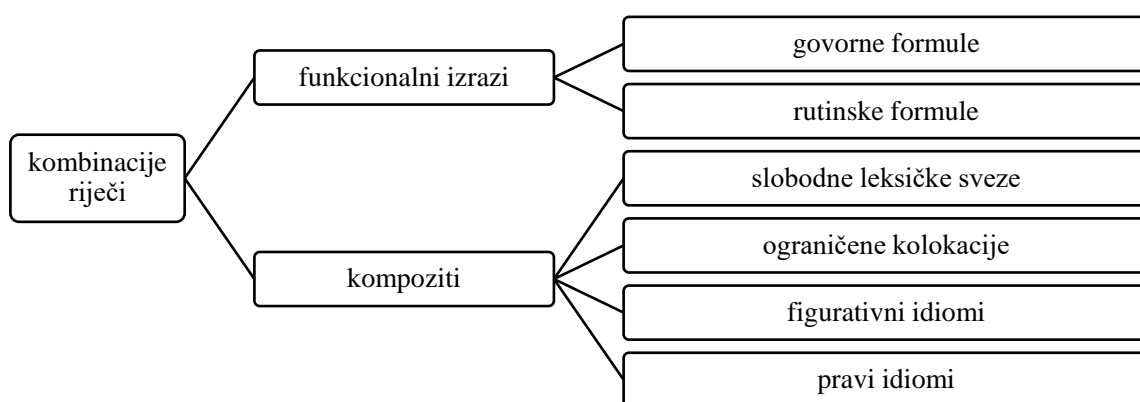 kombinacije
riječi
funkcionalni izrazi
govorne formule
rutinske formule
kompoziti
slobodne leksičke sveze
ograničene kolokacije
figurativni idiomi
pravi idiomi